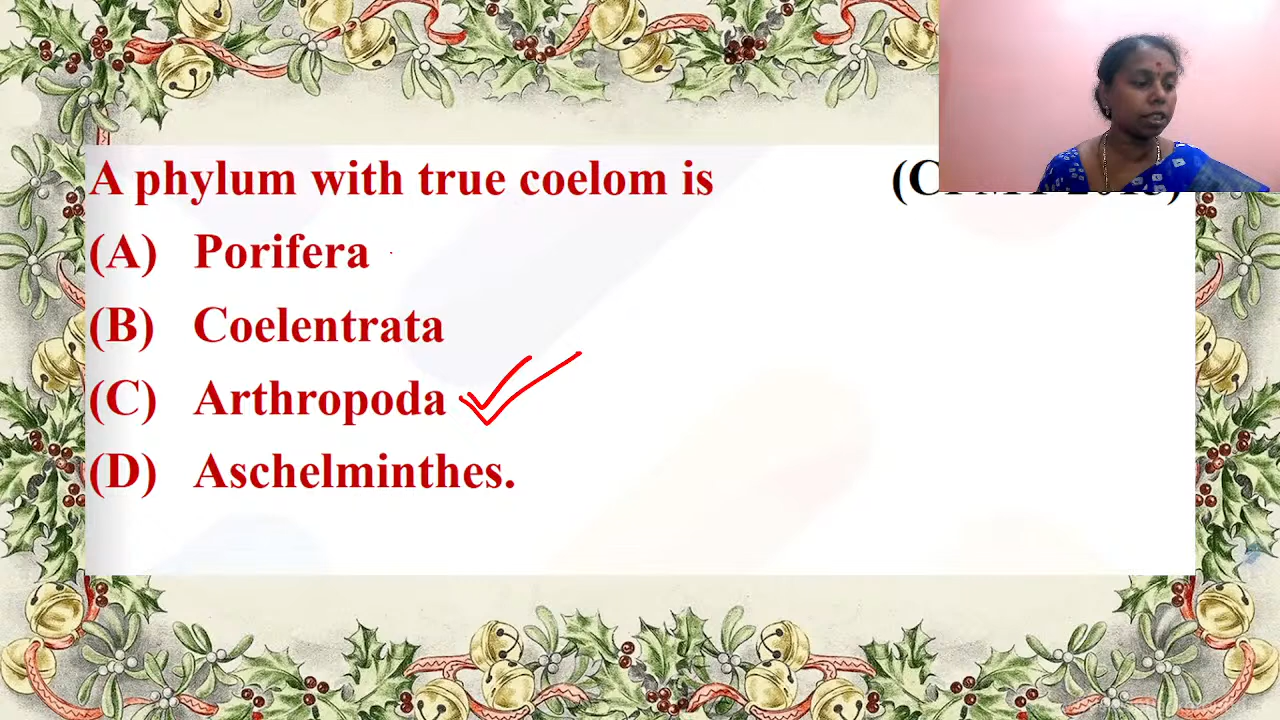 A phylum with true coelom is
(A) Porifera
(B) Coelentrata
(C) Arthropoda
(D) Aschelminthes.